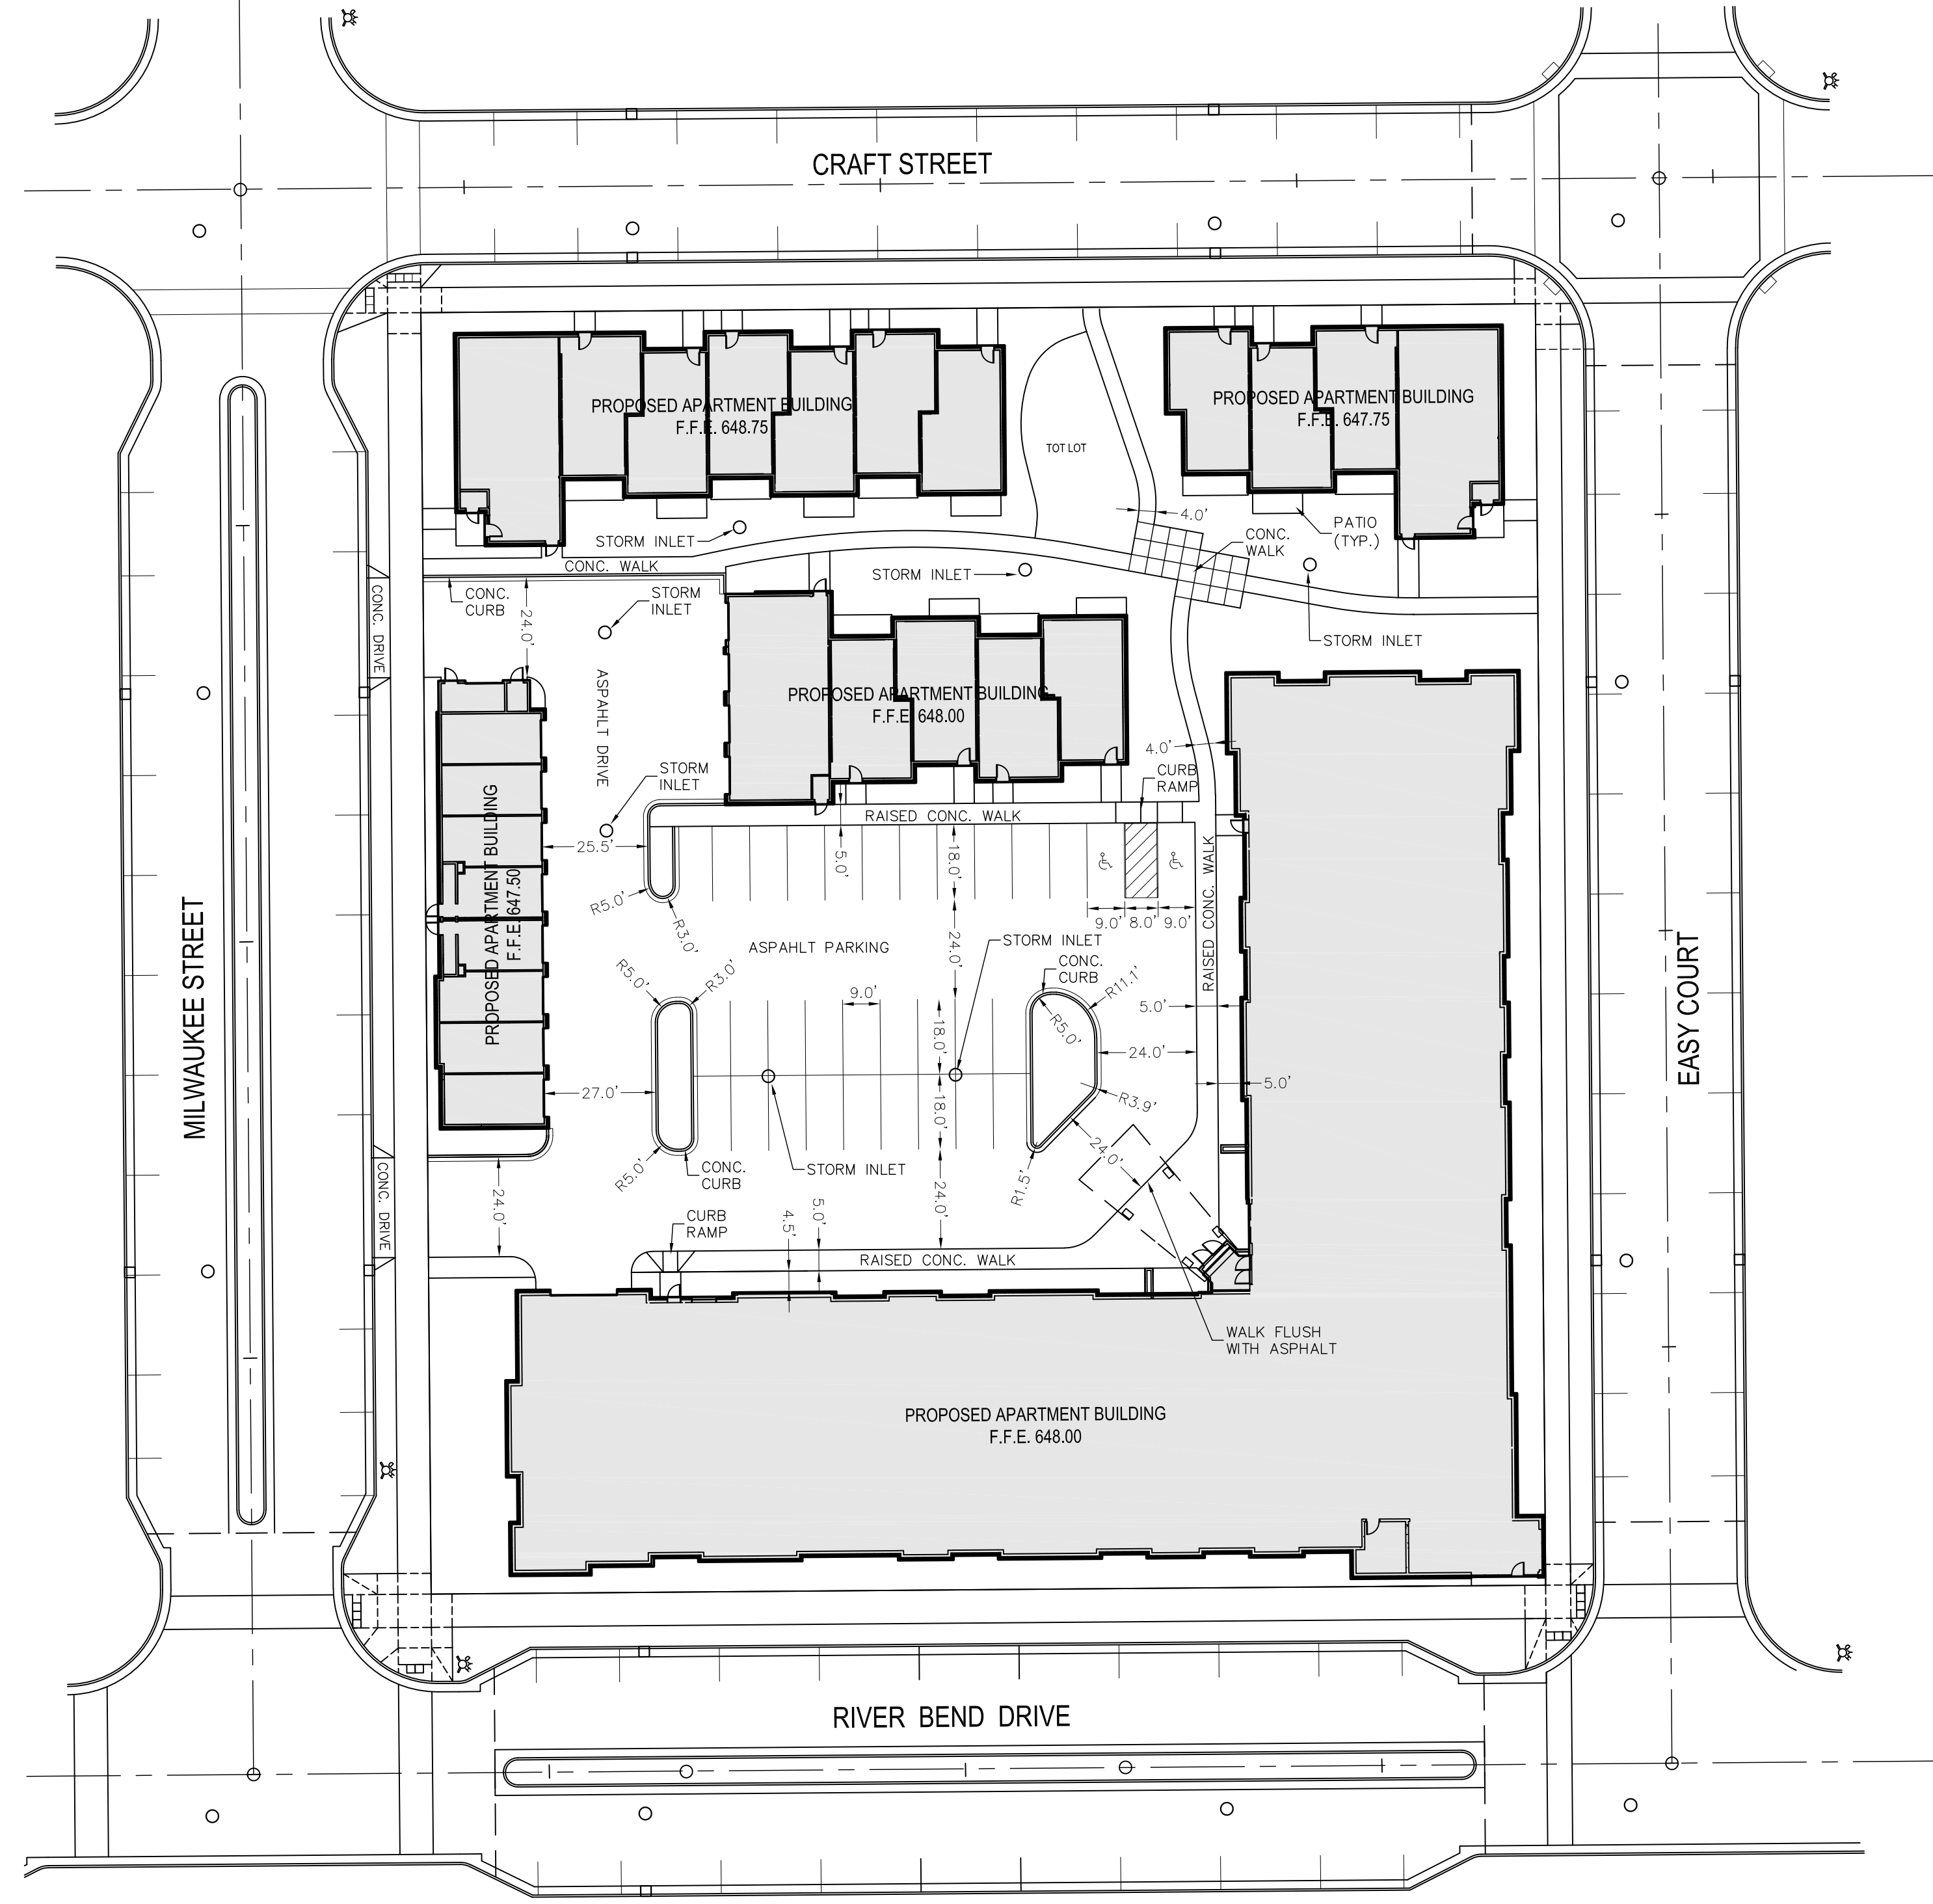 CRAFT STREET
PROPOSED APARTMENT BUILDING
F.F.E. 648.75
PROPOSED APARTMENT BUILDING
F.F.E. 647.75
TOT LOT
4.0'
PATIO
(TYP.)
CONC.
WALK
STORM INLET
CONC. WALK
STORM INLET
STORM INLET
CONC.
CURB
24.0'
STORM
INLET
CONC. DRIVE
ASPAHLT DRIVE
PROPOSED APARTMENT BUILDING
F.F.E. 648.00
4.0'
CURB
RAMP
STORM
INLET
RAISED CONC. WALK
25.5'
5.0'
18.0'
R5.0'
R3.0'
9.0'
8.0'
9.0'
RAISED CONC. WALK
PROPOSED APARTMENT BUILDING
F.F.E. 647.50
MILWAUKEE STREET
EASY COURT
ASPAHLT PARKING
24.0'
STORM INLET
CONC.
CURB
R5.0'
R3.0'
9.0'
R11.1'
R5.0'
5.0'
18.0'
24.0'
27.0'
18.0'
R3.9'
5.0'
24.0'
R5.0'
CONC.
CURB
STORM INLET
R1.5'
CONC. DRIVE
24.0'
24.0'
CURB
RAMP
4.5'
5.0'
RAISED CONC. WALK
WALK FLUSH
WITH ASPHALT
PROPOSED APARTMENT BUILDING
F.F.E. 648.00
RIVER BEND DRIVE